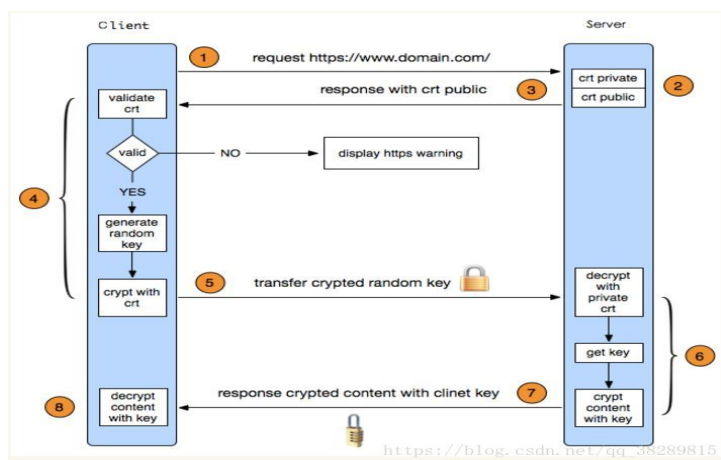 Client
Server
1
request https://www.domain.com/
crt private
crt public
2
response with crt public
3
validate
crt
valid
NO
display https warning
YES
4
generate
random
key
crypt with
crt
5
transfer crypted random key
decrypt
with
private
crt
get key
6
crypt
content
with key
response crypted content with clinet key
7
8
decrypt
content
with key
https://blog.csdn.net/qq_38289815